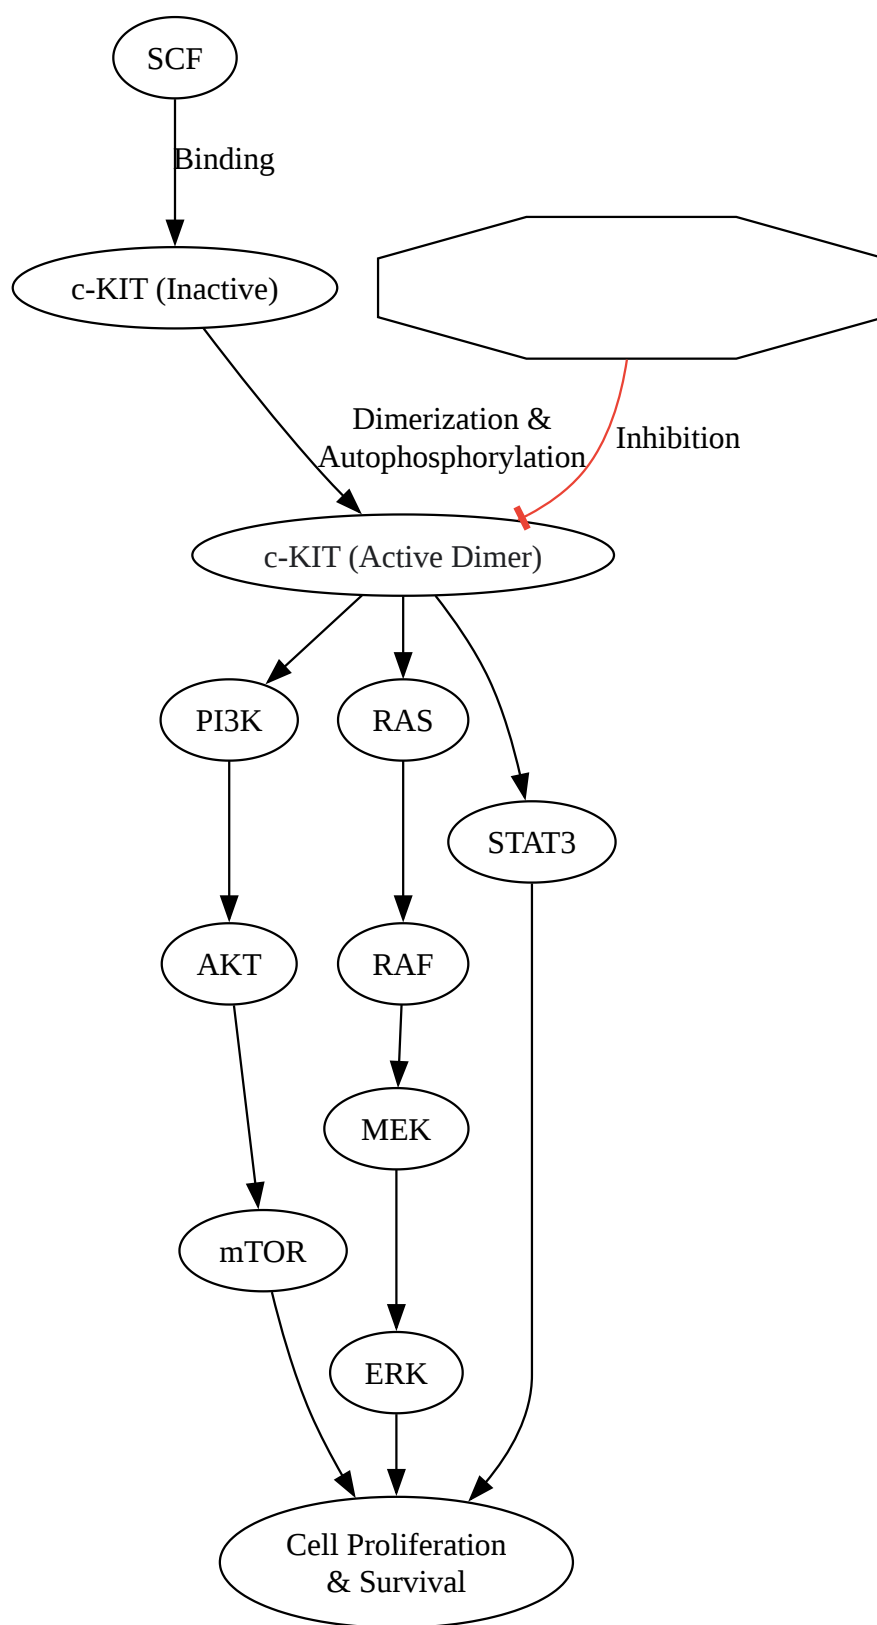 SCF
Binding
c-KIT (Inactive)
Dimerization &
Autophosphorylation
Inhibition
c-KIT (Active Dimer)
PI3K
RAS
STAT3
AKT
RAF
MEK
mTOR
ERK
Cell Proliferation
& Survival